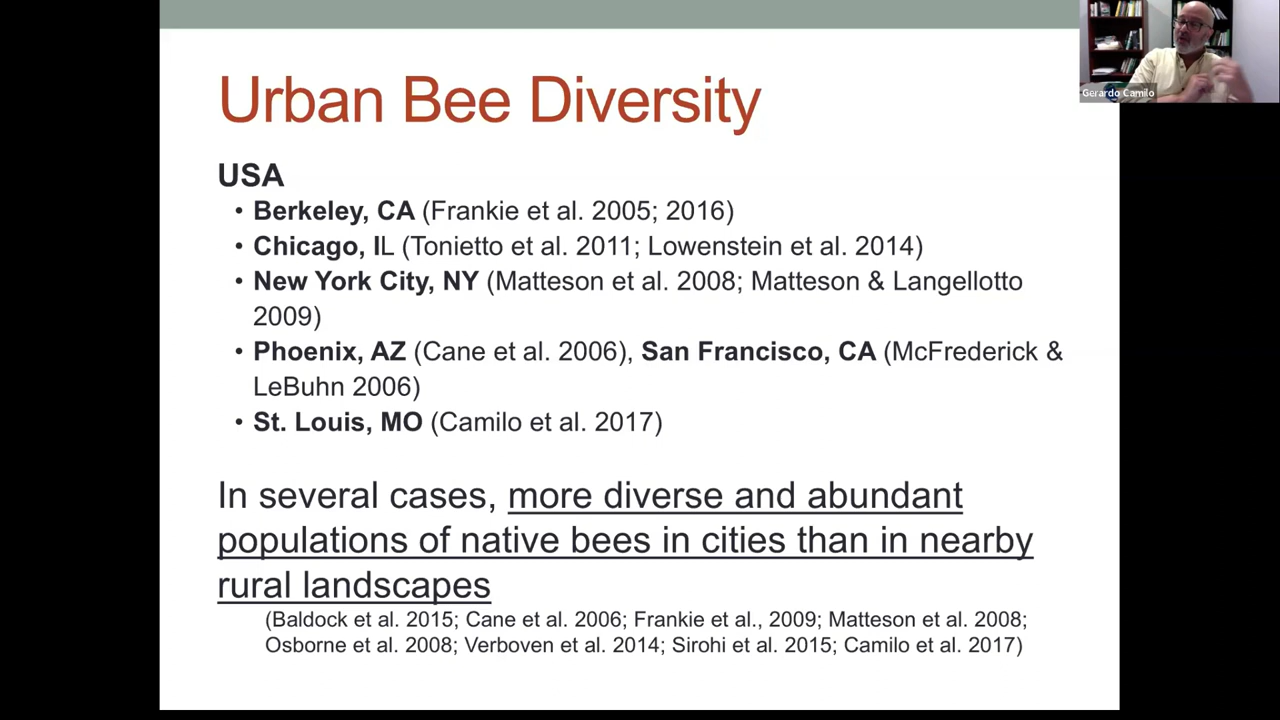 Urban Bee Diversity
Gerardo Camilo
USA
• Berkeley, CA (Frankie et al. 2005; 2016)
• Chicago, IL (Tonietto et al. 2011; Lowenstein et al. 2014)
• New York City, NY (Matteson et al. 2008; Matteson & Langellotto
2009)
• Phoenix, AZ (Cane et al. 2006), San Francisco, CA (McFrederick &
LeBuhn 2006)
• St. Louis, MO (Camilo et al. 2017)
In several cases, more diverse and abundant
populations of native bees in cities than in nearby
rural landscapes
(Baldock et al. 2015; Cane et al. 2006; Frankie et al., 2009; Matteson et al. 2008;
Osborne et al. 2008; Verboven et al. 2014; Sirohi et al. 2015; Camilo et al. 2017)